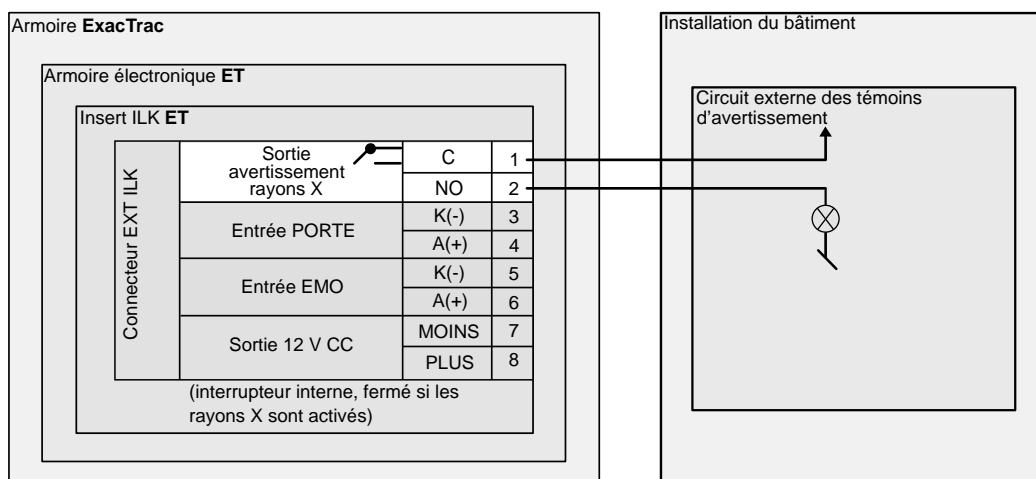 Armoire ExacTrac
Installation du bâtiment
Armoire électronique ET
Circuit externe des témoins
d'avertissement
Insert ILK ET
Connecteur EXT ILK
Sortie
avertissement
rayons X
C
1
NO
2
Entrée PORTE
K(-)
3
A(+)
4
Entrée EMO
K(-)
5
A(+)
6
Sortie 12 V CC
MOINS
7
PLUS
8
(interrupteur interne, fermé si les
rayons X sont activés)